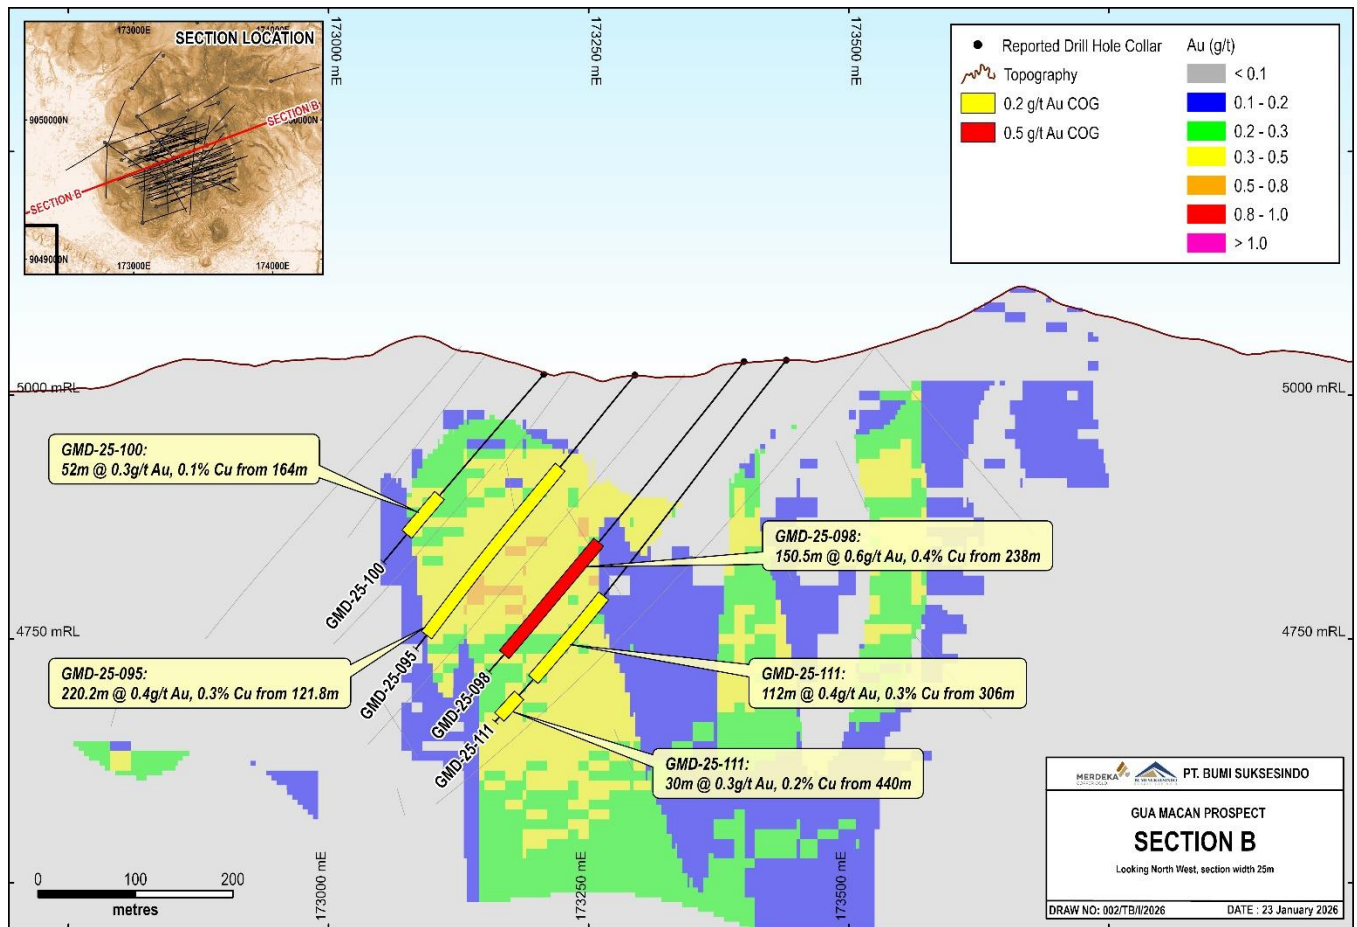 SECTION LOCATION
173000E
9050000N
SECTION B
SECTION B
9049000N
173000E
174000E
173000 mE
173250 mE
173500 mE
Reported Drill Hole Collar
Topography
0.2 g/t Au COG
0.5 g/t Au COG
Au (g/t)
< 0.1
0.1 - 0.2
0.2 - 0.3
0.3 - 0.5
0.5 - 0.8
0.8 - 1.0
> 1.0
5000 mRL
5000 mRL
GMD-25-100:
52m @ 0.3g/t Au, 0.1% Cu from 164m
GMD-25-098:
150.5m @ 0.6g/t Au, 0.4% Cu from 238m
GMD-25-100
4750 mRL
4750 mRL
GMD-25-095:
220.2m @ 0.4g/t Au, 0.3% Cu from 121.8m
GMD-25-095
GMD-25-098
GMD-25-111
GMD-25-111:
112m @ 0.4g/t Au, 0.3% Cu from 306m
GMD-25-111:
30m @ 0.3g/t Au, 0.2% Cu from 440m
0 100 200
metres
173000 mE
173250 mE
173500 mE
MERDEKA
PT. BUMI SUKSESINDO
GUA MACAN PROSPECT
SECTION B
Looking North West, section width 25m
DRAW NO: 002/TB/I/2026
DATE : 23 January 2026